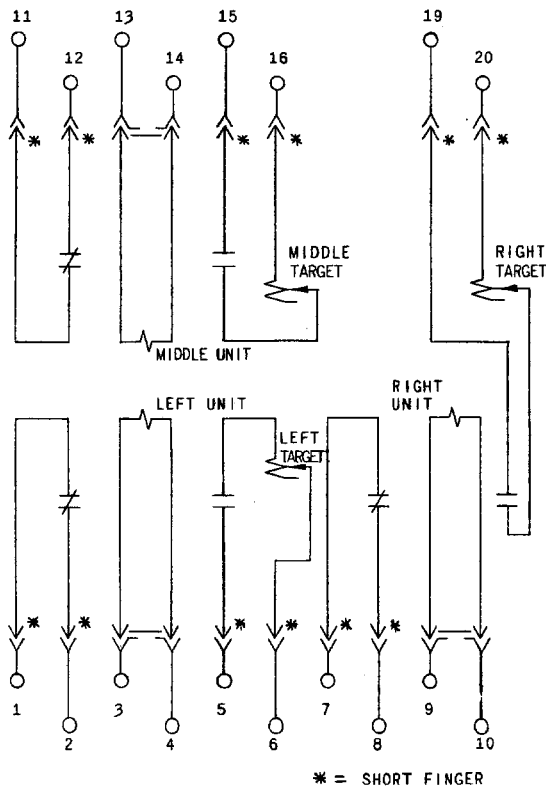 11 13 15 19
12 14 16 20
* * * * * *
MIDDLE
TARGET
RIGHT
TARGET
MIDDLE UNIT
LEFT UNIT
RIGHT
UNIT
LEFT
TARGET
* * * * * *
1 3 5 7 9
2 4 6 8 10
* = SHORT FINGER